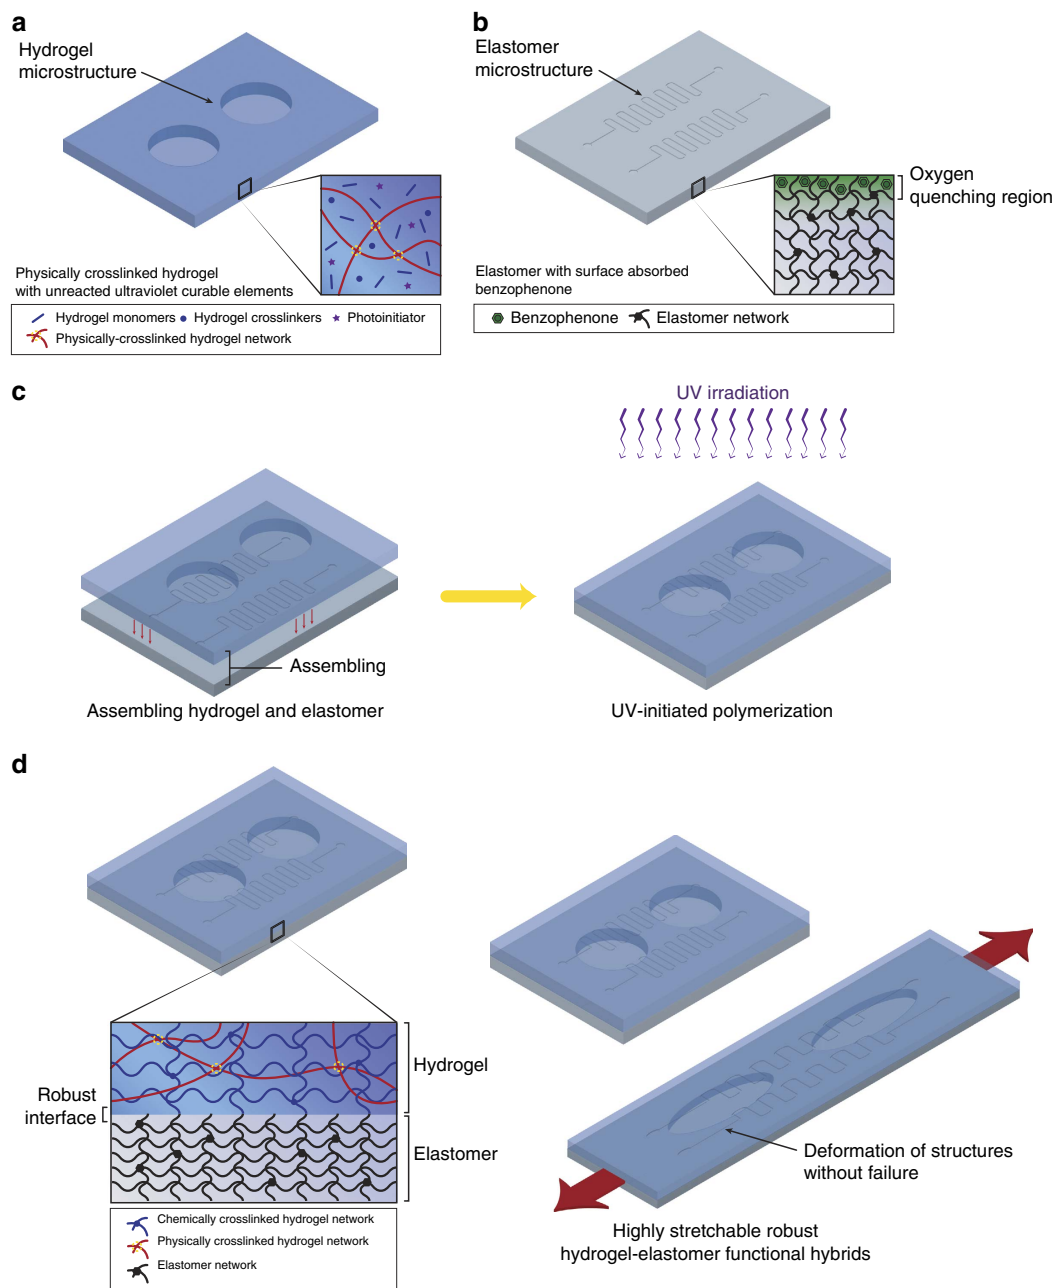 a
Hydrogel
microstructure
Physically crosslinked hydrogel
with unreacted ultraviolet curable elements
Hydrogel monomers Hydrogel crosslinkers Photoinitiator
Physically-crosslinked hydrogel network
b
Elastomer
microstructure
Oxygen
quenching region
Elastomer with surface absorbed
benzophenone
Benzophenone Elastomer network
c
UV irradiation
Assembling
Assembling hydrogel and elastomer
UV-initiated polymerization
d
Hydrogel
Robust
interface
Elastomer
Chemically crosslinked hydrogel network
Physically crosslinked hydrogel network
Elastomer network
Deformation of structures
without failure
Highly stretchable robust
hydrogel-elastomer functional hybrids